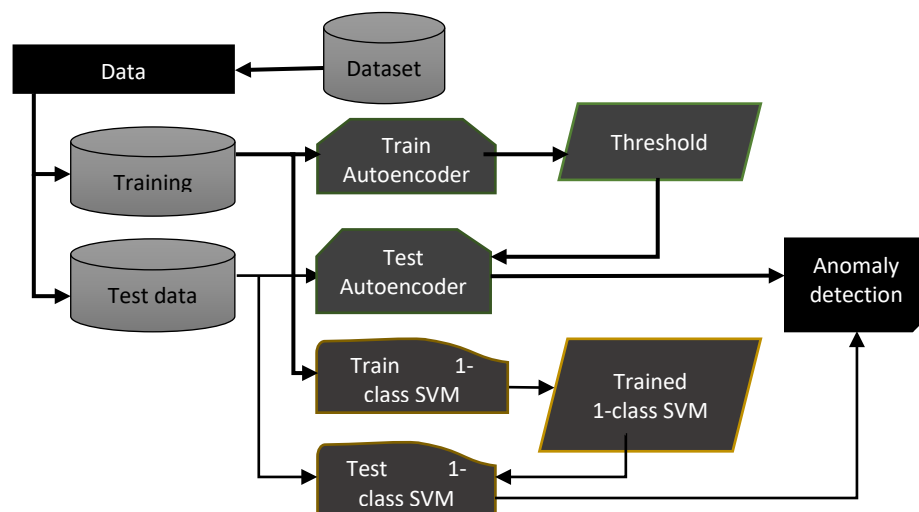 Data
Dataset
Training
Train
Autoencoder
Threshold
Test data
Test
Autoencoder
Anomaly
detection
Train 1-
class SVM
Trained
1-class SVM
Test 1-
class SVM